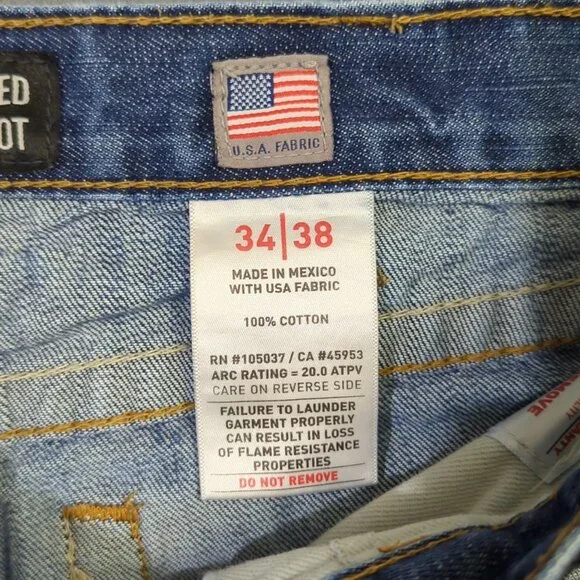 ED
OT
U.S.A. FABRIC
34|38
MADE IN MEXICO
WITH USA FABRIC
100% COTTON
RN #105037 / CA #45953
ARC RATING = 20.0 ATPV
CARE ON REVERSE SIDE
FAILURE TO LAUNDER
GARMENT PROPERLY
CAN RESULT IN LOSS
OF FLAME RESISTANCE
PROPERTIES
DO NOT REMOVE
MOVE